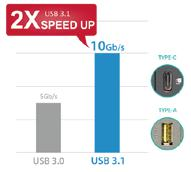 2X USB 3.1
SPEED UP
10Gb/s
TYPE-C
5Gb/s
TYPE-A
USB 3.0
USB 3.1